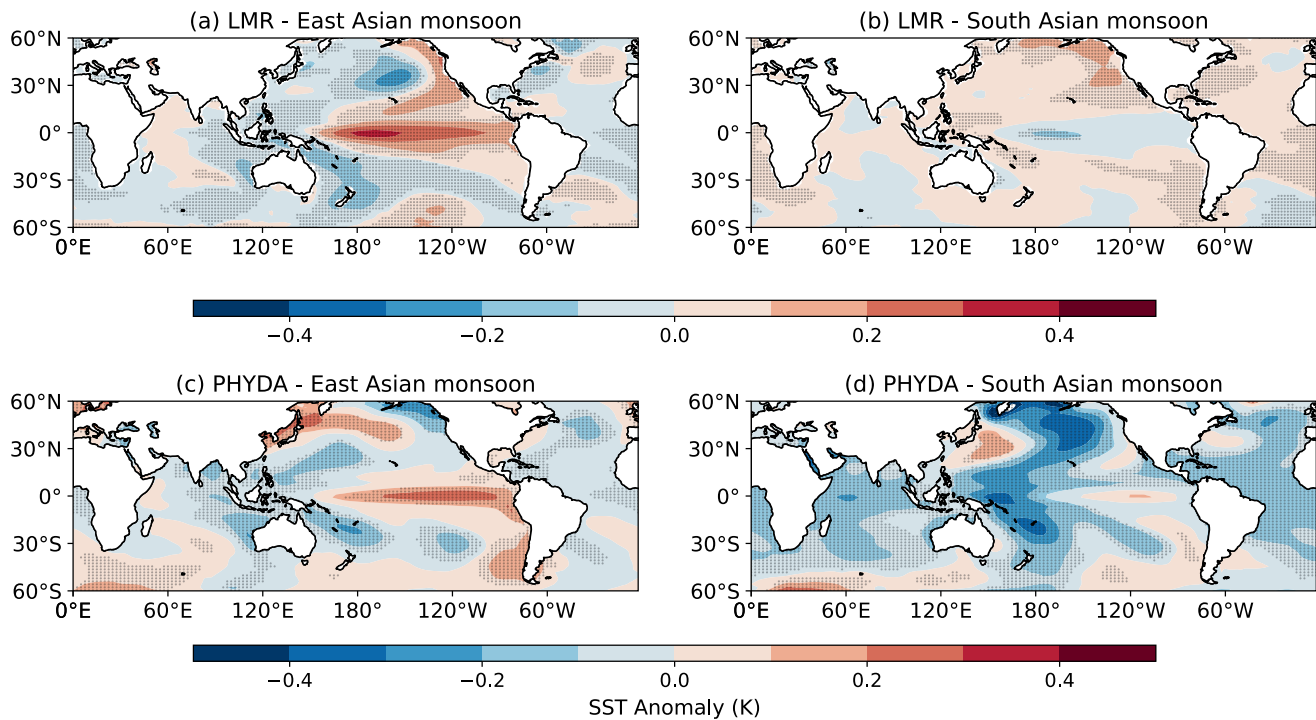 (a) LMR - East Asian monsoon
(b) LMR - South Asian monsoon
60°N
30°N
0°
30°S
60°S
0°E
60°E
120°E
180°
120°W
60°W
60°N
30°N
0°
30°S
60°S
0°E
60°E
120°E
180°
120°W
60°W
−0.4
−0.2
0.0
0.2
0.4
(c) PHYDA - East Asian monsoon
(d) PHYDA - South Asian monsoon
60°N
30°N
0°
30°S
60°S
0°E
60°E
120°E
180°
120°W
60°W
60°N
30°N
0°
30°S
60°S
0°E
60°E
120°E
180°
120°W
60°W
−0.4
−0.2
0.0
0.2
0.4
SST Anomaly (K)